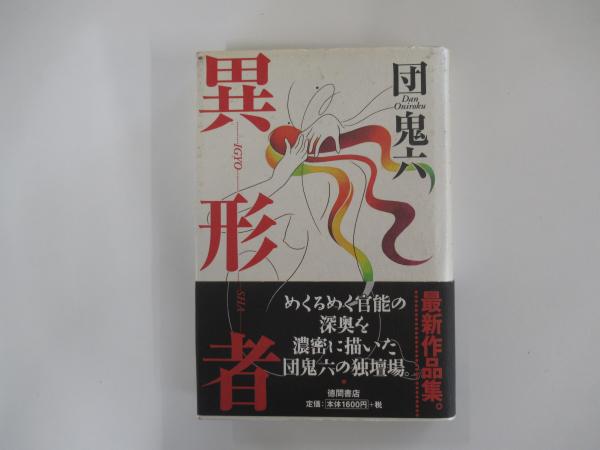 団鬼六
Dan
Oniroku
異形者
IGYO
SHA
最新作品集。
めくるめく官能の
深奥を
濃密に描いた
団鬼六の独壇場。
徳間書店
定価:本体1600円+税